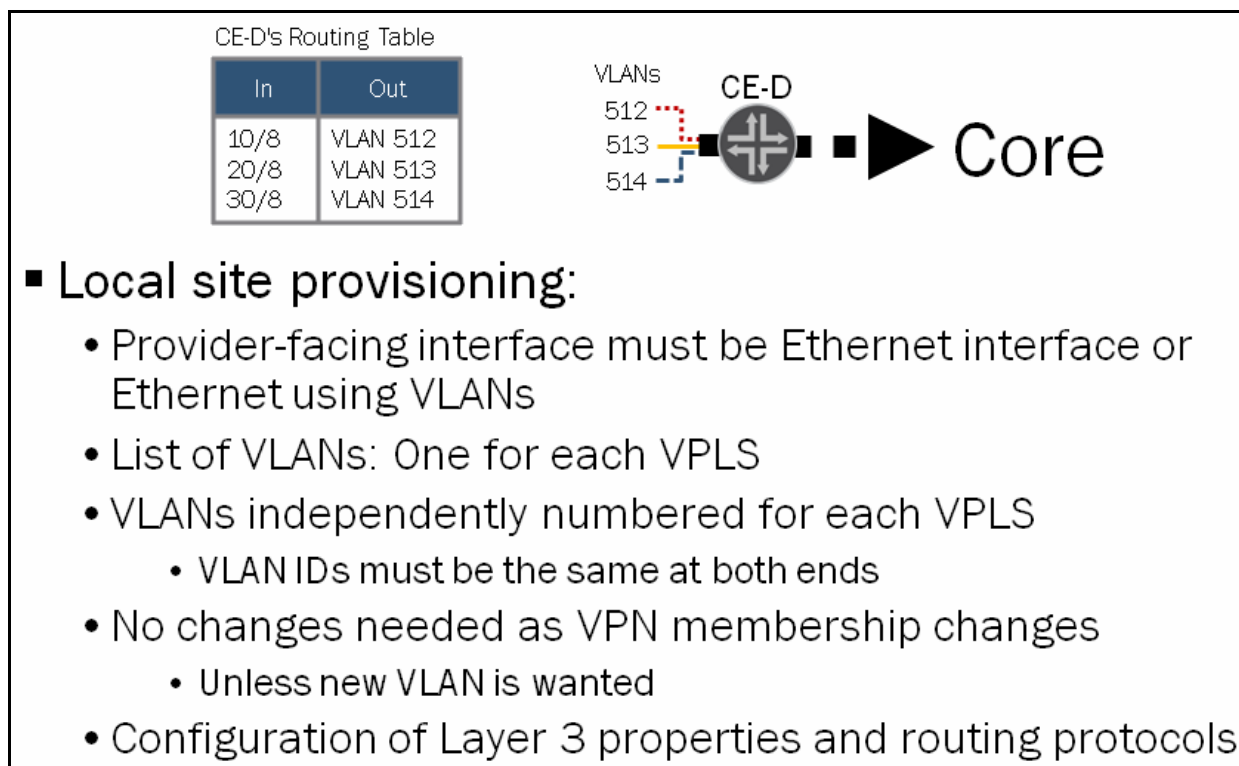 CE-D's Routing Table
In Out
10/8 VLAN 512
20/8 VLAN 513
30/8 VLAN 514
VLANs
512
513
514
CE-D
Core
▪ Local site provisioning:
• Provider-facing interface must be Ethernet interface or
Ethernet using VLANs
• List of VLANs: One for each VPLS
• VLANs independently numbered for each VPLS
• VLAN IDs must be the same at both ends
• No changes needed as VPN membership changes
• Unless new VLAN is wanted
• Configuration of Layer 3 properties and routing protocols